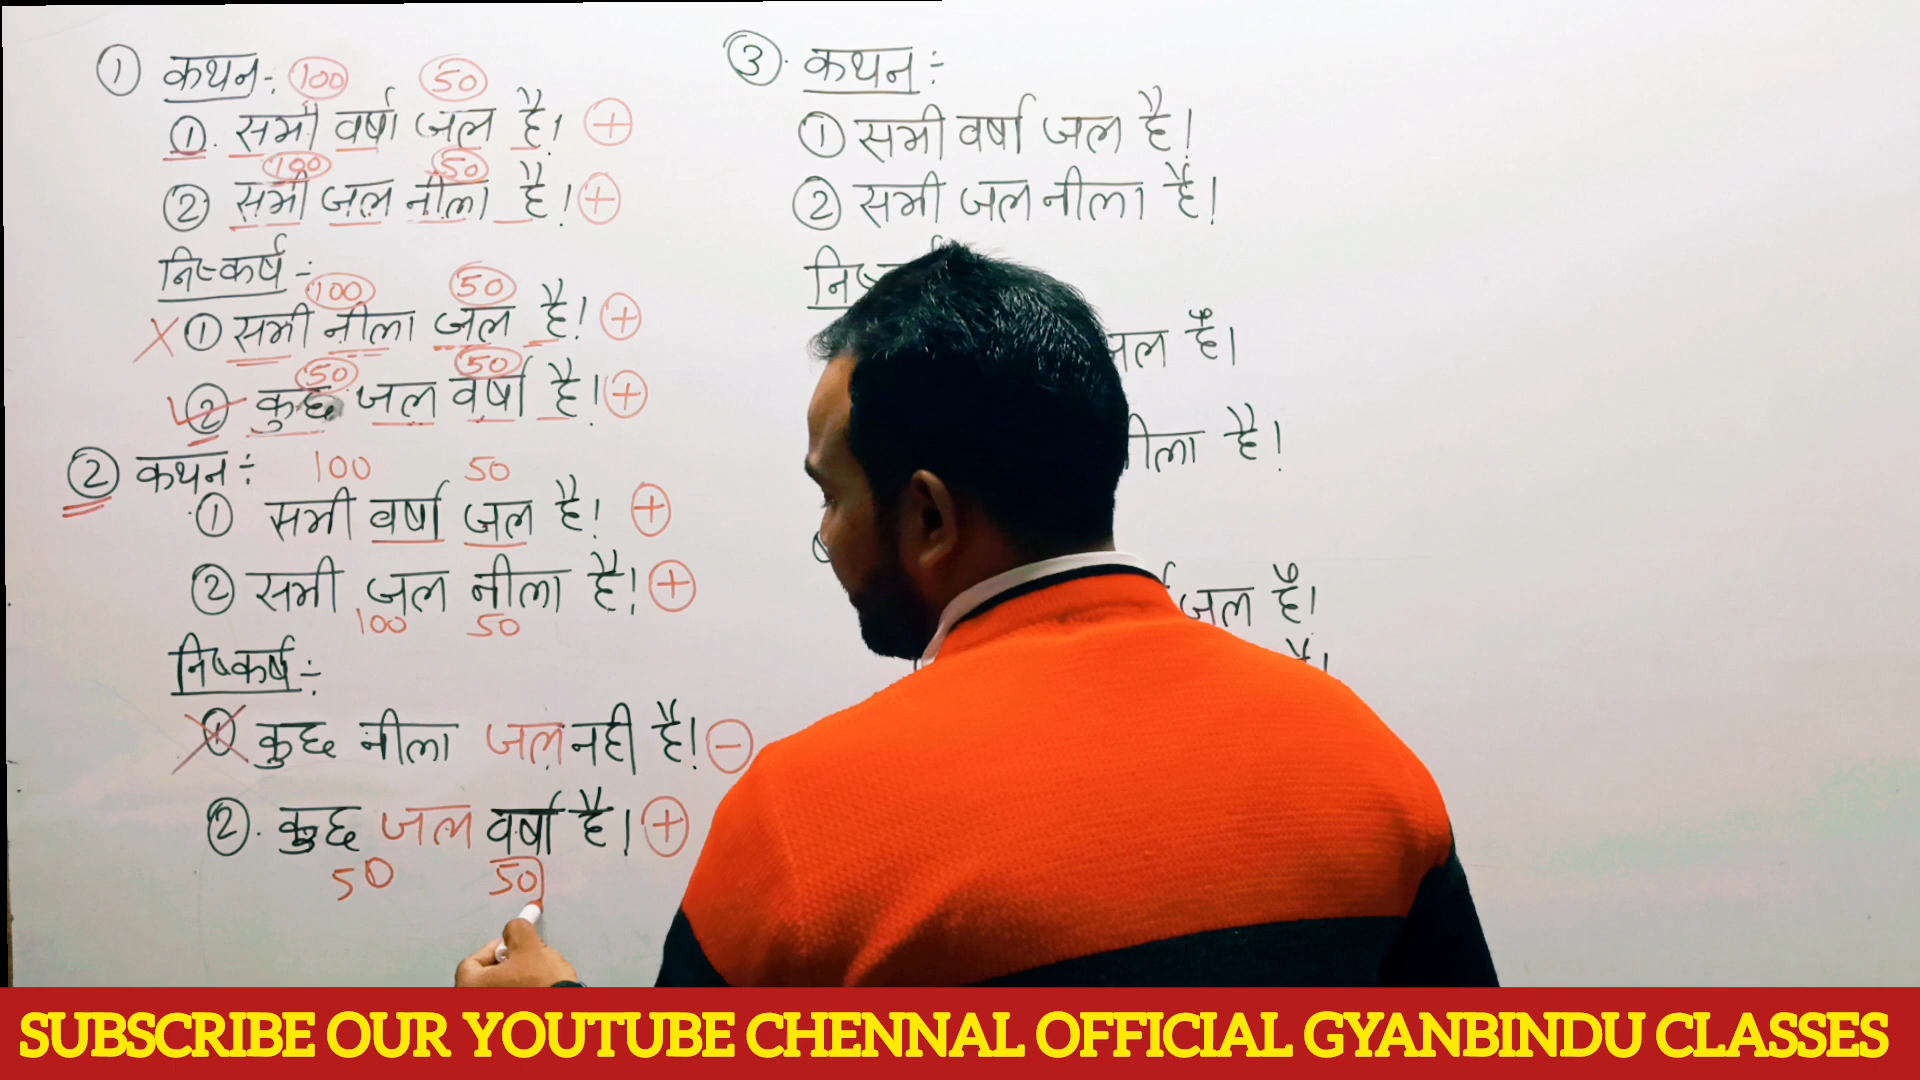 ① कथन:- 100 50
①. सभी वर्षा जल है। +
100 50
② सभी जल नीला है। +
निष्कर्ष :-
100 50
X ① सभी नीला जल है। +
50 50
② कुछ जल वर्षा है। +
② कथन :- 100 50
① सभी वर्षा जल है। +
② सभी जल नीला है। +
100 50
निष्कर्ष :-
① कुछ नीला जल नही है। -
②. कुछ जल वर्षा है। +
50 50
③. कथन :-
① सभी वर्षा जल है।
② सभी जल नीला है।
है।
है।
जल है।
SUBSCRIBE OUR YOUTUBE CHENNAL OFFICIAL GYANBINDU CLASSES